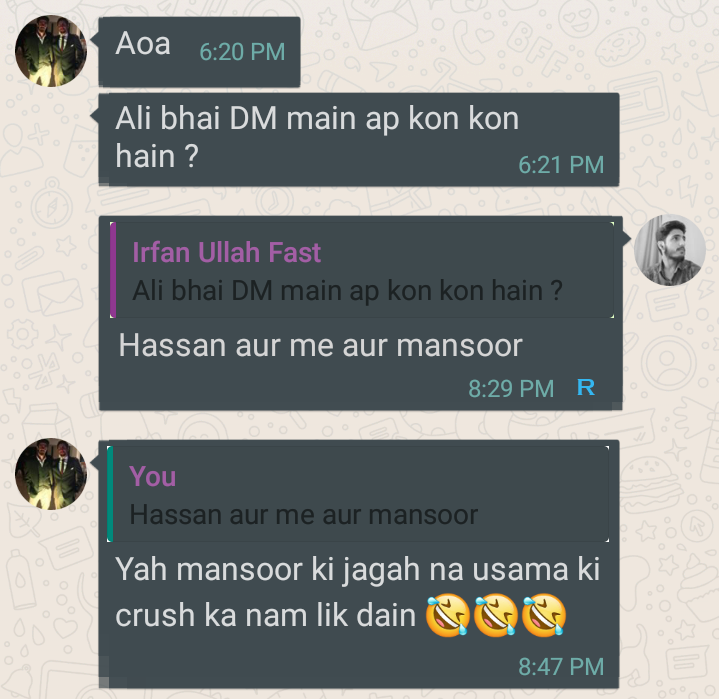 Aoa 6:20 PM
Ali bhai DM main ap kon kon
hain ?
6:21 PM
Irfan Ullah Fast
Ali bhai DM main ap kon kon hain ?
Hassan aur me aur mansoor
8:29 PM R
You
Hassan aur me aur mansoor
Yah mansoor ki jagah na usama ki
crush ka nam lik dain 🤣🤣🤣
8:47 PM